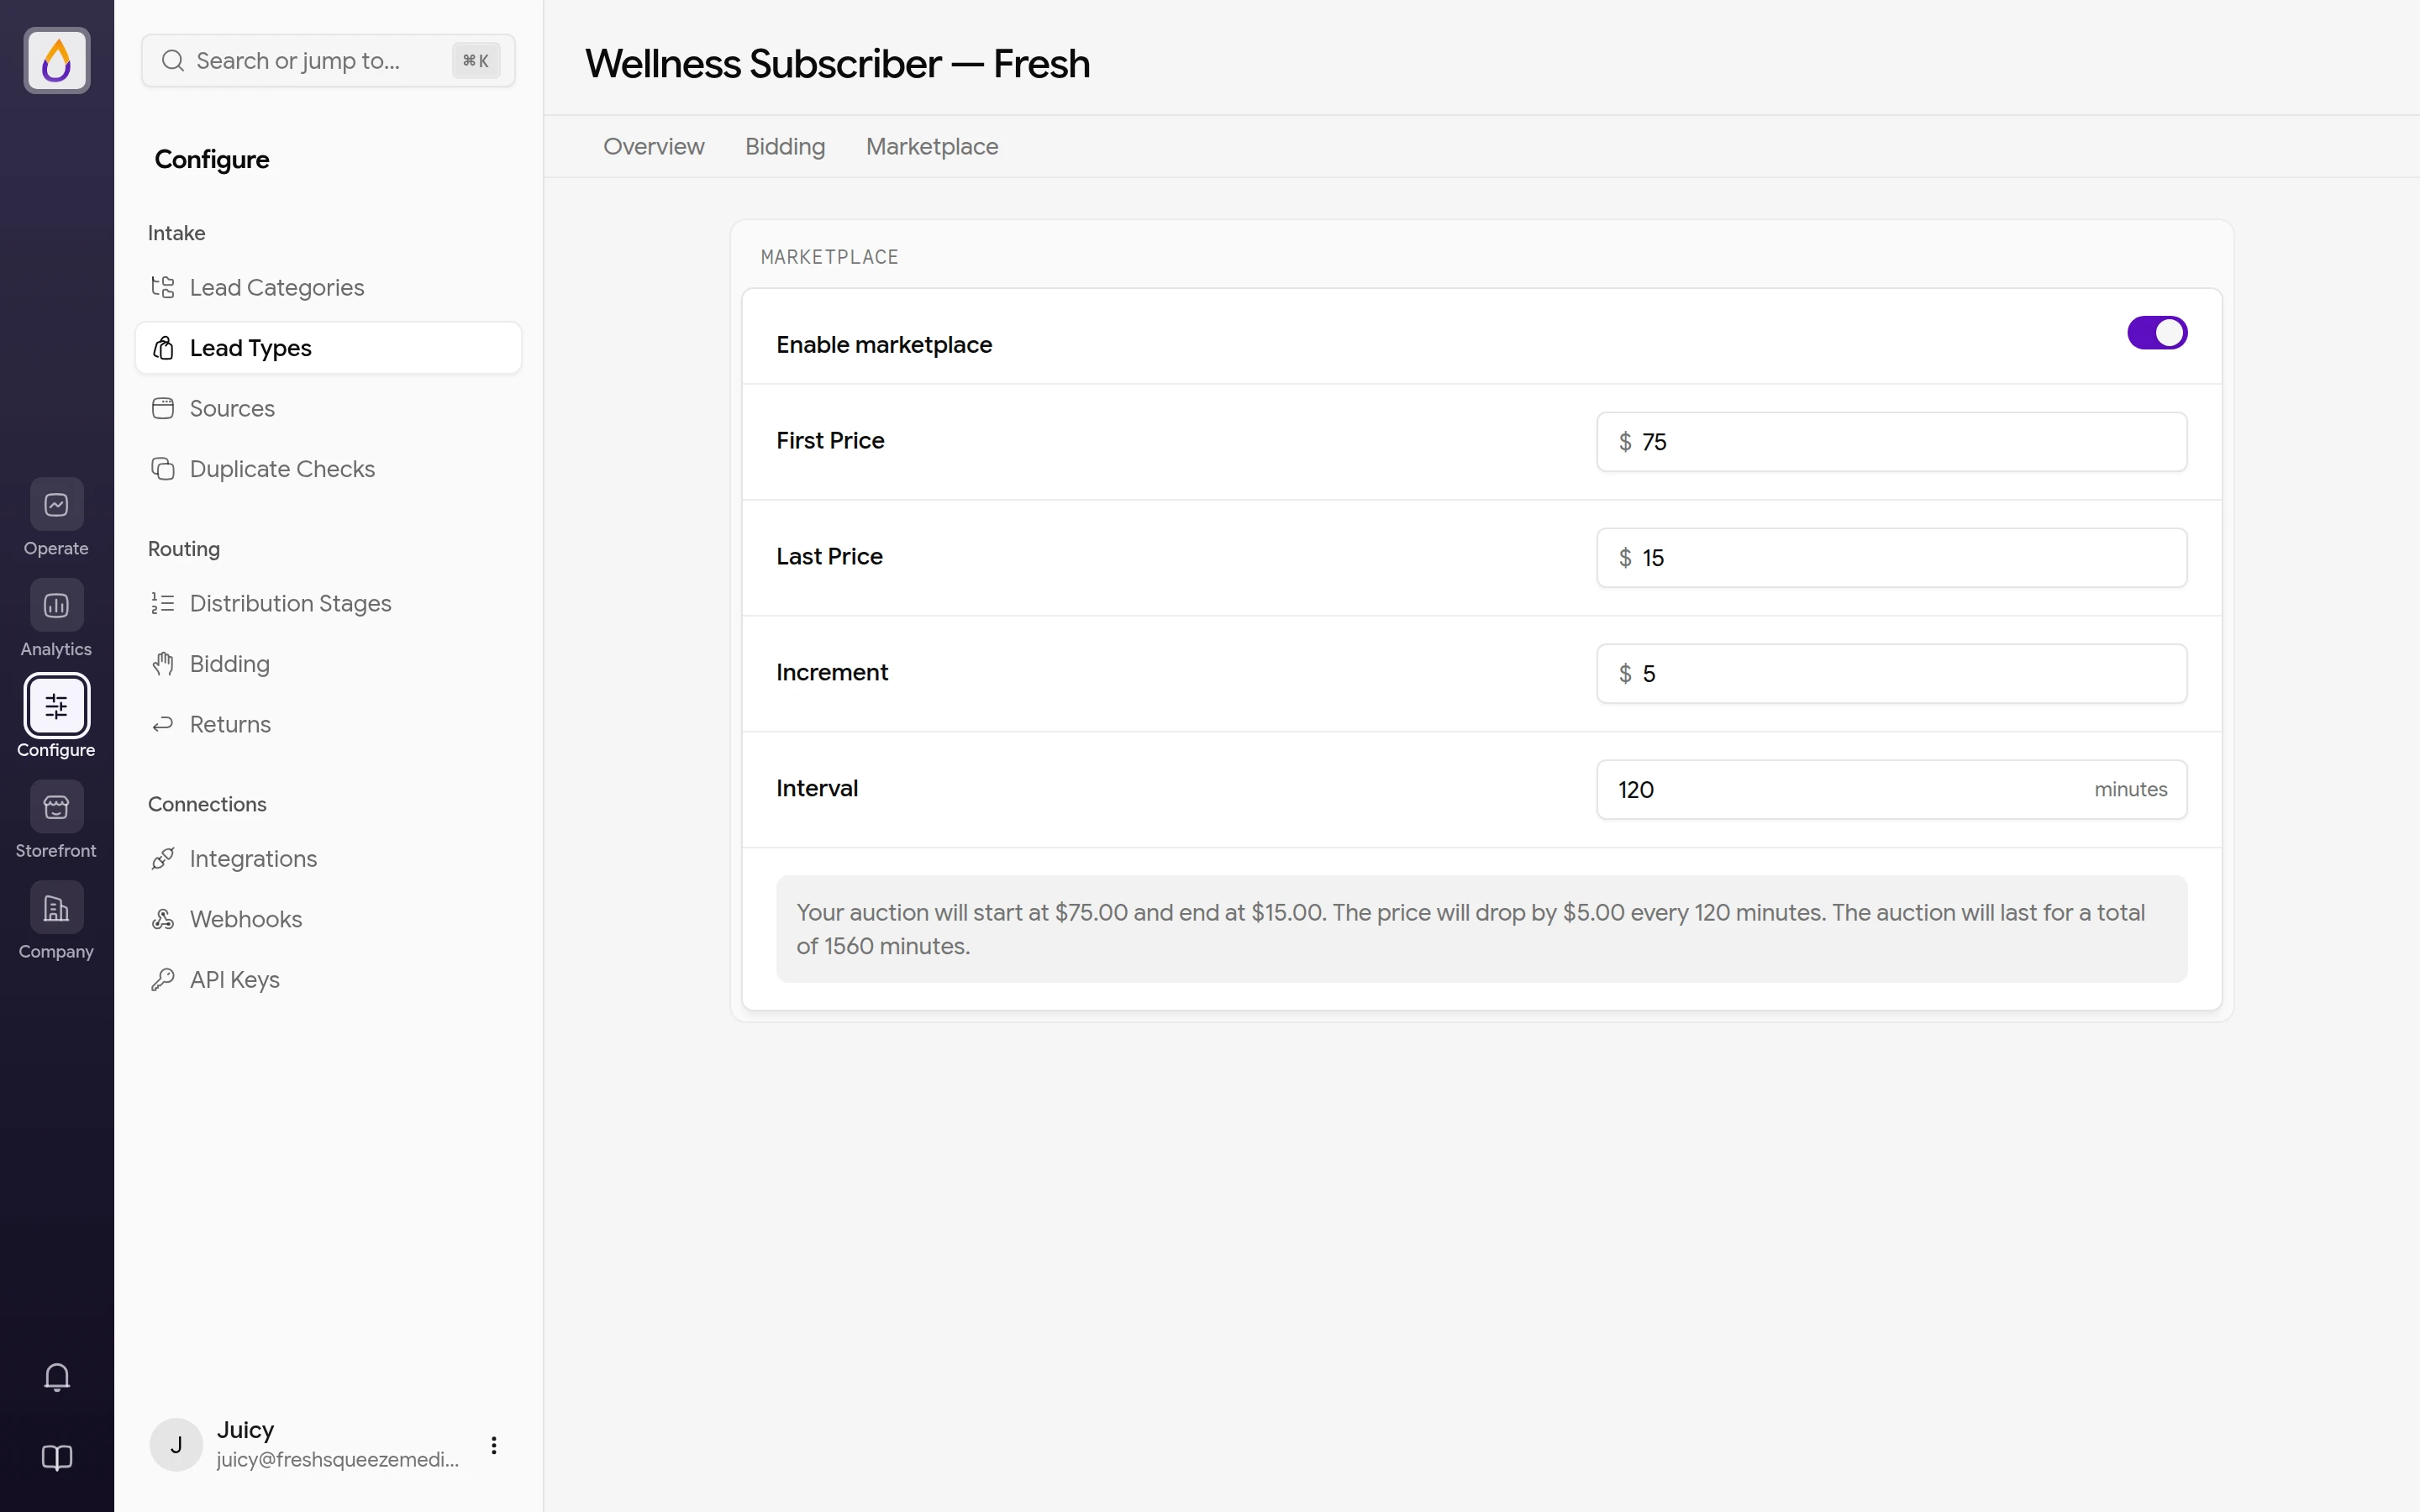 Search or jump to...
⌘K
Wellness Subscriber — Fresh
Configure
Overview
Bidding
Marketplace
Intake
Lead Categories
Lead Types
Sources
Duplicate Checks
Routing
Distribution Stages
Bidding
Returns
Connections
Integrations
Webhooks
API Keys
Operate
Analytics
Configure
Storefront
Company
MARKETPLACE
Enable marketplace
First Price
$ 75
Last Price
$ 15
Increment
$ 5
Interval
120 minutes
Your auction will start at $75.00 and end at $15.00. The price will drop by $5.00 every 120 minutes. The auction will last for a total
of 1560 minutes.
J
Juicy
juicy@freshsqueezemedi...